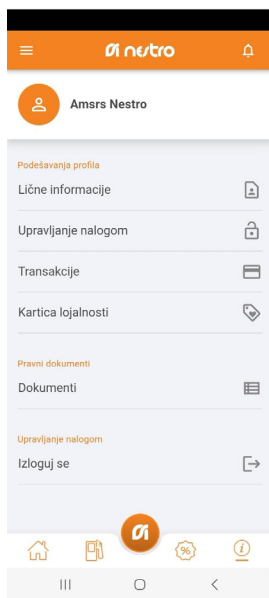 nestro
Amsrs Nestro
Podešavanja profila
Lične informacije
Upravljanje nalogom
Transakcije
Kartica lojalnosti
Pravni dokumenti
Dokumenti
Upravljanje nalogom
Izloguj se